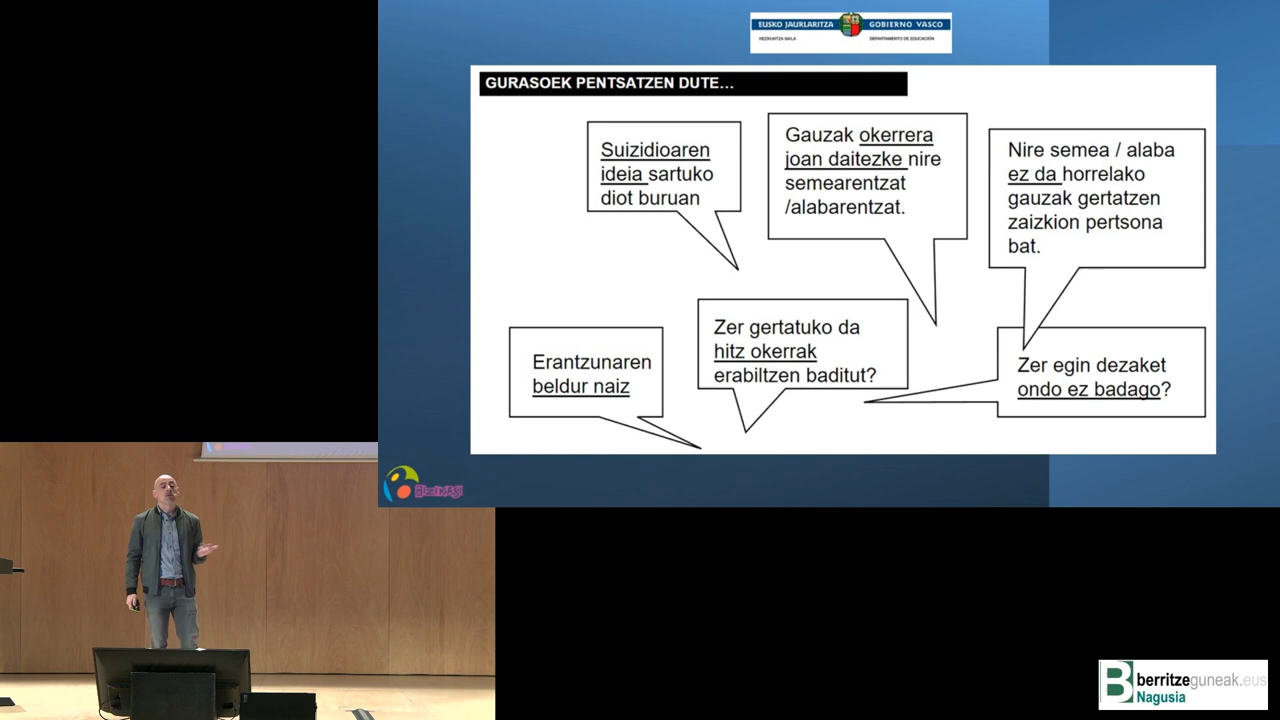 EUSKO JAURLARITZA
GOBIERNO VASCO
HEZKUNTZA SAILA
DEPARTAMENTO DE EDUCACIÓN
GURASOEK PENTSATZEN DUTE…
Suizidioaren
ideia sartuko
diot buruan
Gauzak okerrera
joan daitezke nire
semearentzat
/alabarentzat.
Nire semea / alaba
ez da horrelako
gauzak gertatzen
zaizkion pertsona
bat.
Erantzunaren
beldur naiz
Zer gertatuko da
hitz okerrak
erabiltzen baditut?
Zer egin dezaket
ondo ez badago?
BIZIKASI
berritzeguneak.eus
Nagusia